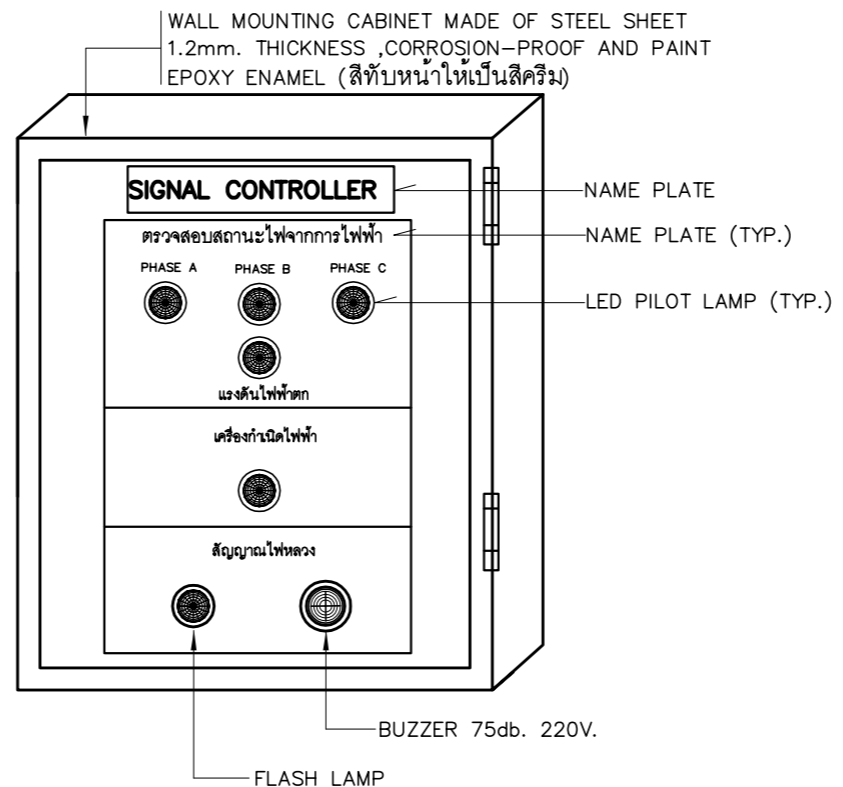 WALL MOUNTING CABINET MADE OF STEEL SHEET
1.2mm. THICKNESS ,CORROSION-PROOF AND PAINT
EPOXY ENAMEL (สีทับหน้าให้เป็นสีครีม)
SIGNAL CONTROLLER
NAME PLATE
ตรวจสอบสถานะไฟจากการไฟฟ้า
NAME PLATE (TYP.)
PHASE A
PHASE B
PHASE C
LED PILOT LAMP (TYP.)
แรงดันไฟฟ้าตก
เครื่องกำเนิดไฟฟ้า
สัญญาณไฟหลวง
BUZZER 75db. 220V.
FLASH LAMP